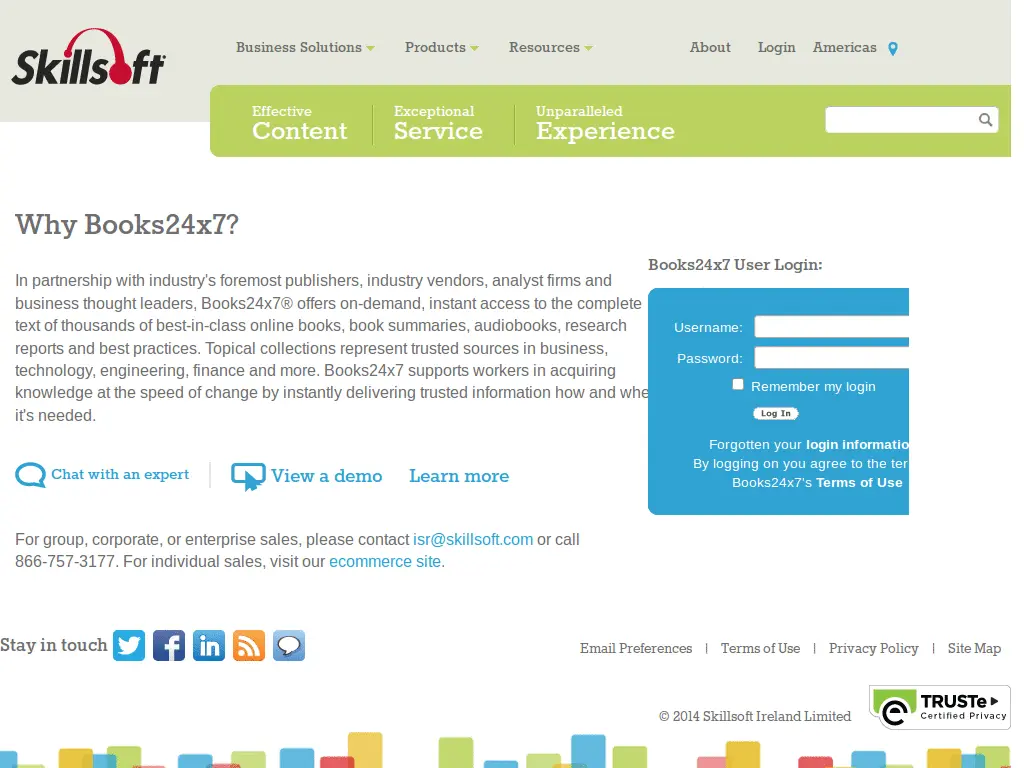 Skillsoft
Business Solutions
Products
Resources
About
Login
Americas
Effective
Content
Exceptional
Service
Unparalleled
Experience
Why Books24x7?
In partnership with industry's foremost publishers, industry vendors, analyst firms and
business thought leaders, Books24x7® offers on-demand, instant access to the complete
text of thousands of best-in-class online books, book summaries, audiobooks, research
reports and best practices. Topical collections represent trusted sources in business,
technology, engineering, finance and more. Books24x7 supports workers in acquiring
knowledge at the speed of change by instantly delivering trusted information how and whe
it's needed.
Books24x7 User Login:
Username:
Password:
Remember my login
Log In
Forgotten your login informatio
By logging on you agree to the ter
Books24x7's Terms of Use
Chat with an expert
View a demo
Learn more
For group, corporate, or enterprise sales, please contact isr@skillsoft.com or call
866-757-3177. For individual sales, visit our ecommerce site.
Stay in touch
Email Preferences | Terms of Use | Privacy Policy | Site Map
© 2014 Skillsoft Ireland Limited
TRUSTe
Certified Privacy